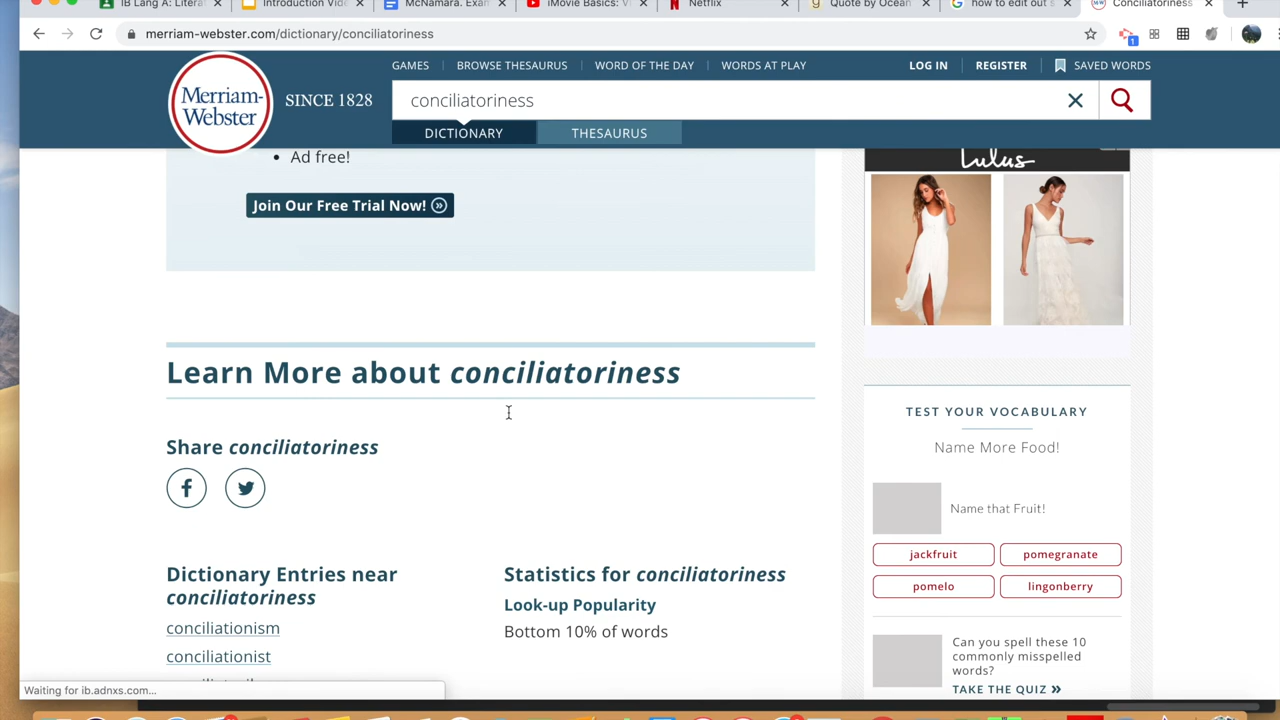 IB Lang A: Litera
Introduction Vid
McNamara. Exam
iMovie Basics: V
Netflix
Quote by Ocean
how to edit out s
Conciliatoriness
merriam-webster.com/dictionary/conciliatoriness
1
GAMES BROWSE THESAURUS WORD OF THE DAY WORDS AT PLAY LOG IN REGISTER SAVED WORDS
Merriam-
Webster
SINCE 1828
conciliatoriness
DICTIONARY THESAURUS
• Ad free!
Join Our Free Trial Now!
Lulus
Learn More about conciliatoriness
Share conciliatoriness
Dictionary Entries near
conciliatoriness
conciliationism
conciliationist
Statistics for conciliatoriness
Look-up Popularity
Bottom 10% of words
TEST YOUR VOCABULARY
Name More Food!
Name that Fruit!
jackfruit pomegranate
pomelo lingonberry
Can you spell these 10
commonly misspelled
words?
TAKE THE QUIZ »
Waiting for ib.adnxs.com...